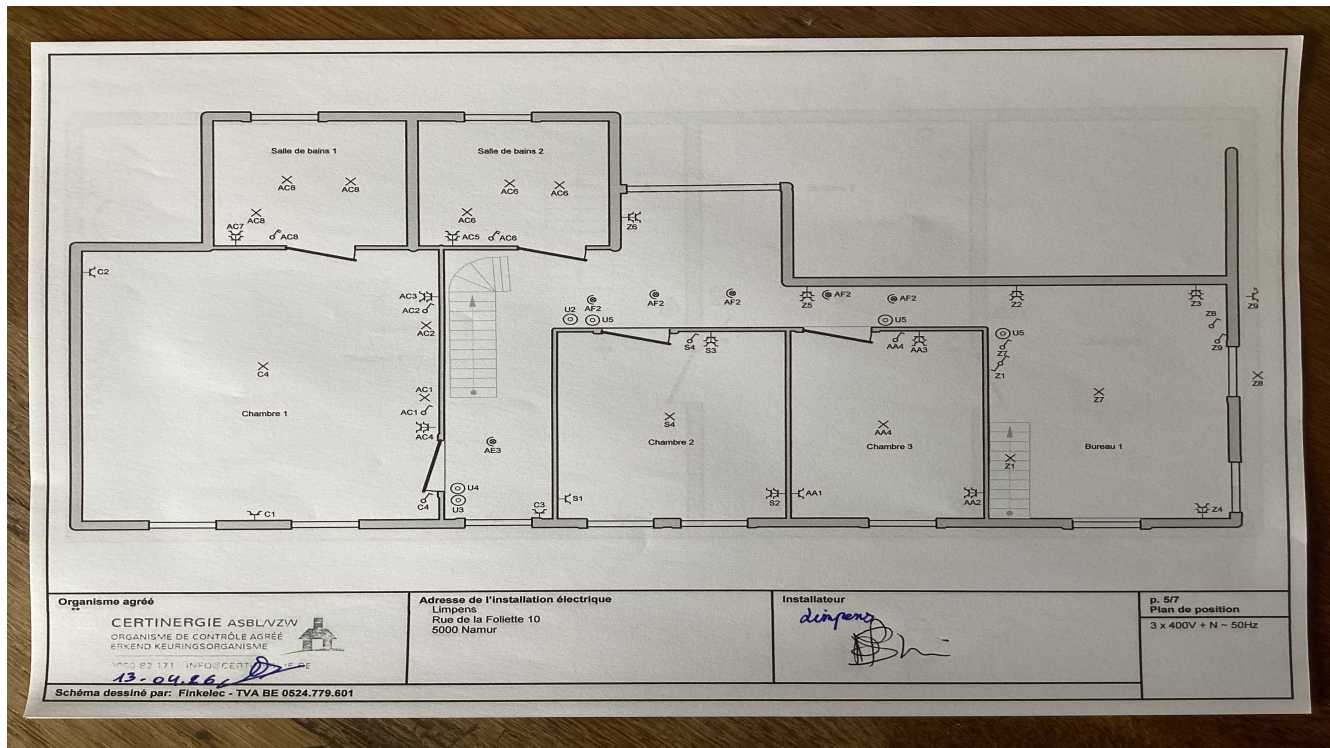 Salle de bains 1
Salle de bains 2
AC8
AC8
AC6
AC6
AC8
AC6
AC7
AC8
AC5
AC6
Z6
C2
AC3
AC2
AC2
AF2
AF2
AF2
Z5
AF2
AF2
Z2
Z3
Z9
U2
U5
U5
Z8
U5
Z9
S4
S3
AA4
AA3
Z7
Z1
C4
Z8
AC1
AC1
Z7
Chambre 1
S4
AA4
AC4
Chambre 2
Chambre 3
Bureau 1
AE3
Z1
U4
U3
C4
C3
S1
S2
AA1
AA2
C1
Z4
Organisme agréé
**
CERTINERGIE ASBL/VZW
ORGANISME DE CONTRÔLE AGRÉÉ
ERKEND KEURINGSORGANISME
13-04.26
Adresse de l'installation électrique
Limpens
Rue de la Foliette 10
5000 Namur
Installateur
Limpens
p. 5/7
Plan de position
3 x 400V + N ~ 50Hz
Schéma dessiné par: Finkelec - TVA BE 0524.779.601